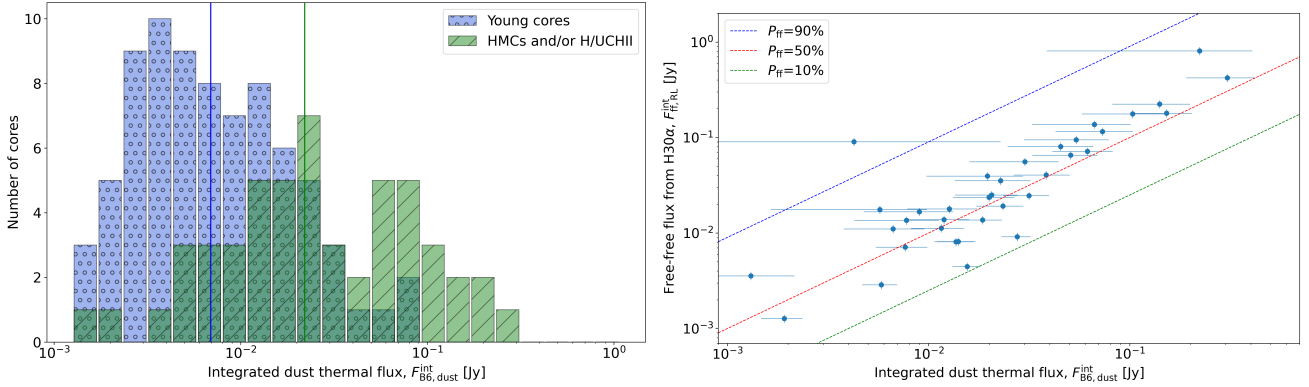 Number of cores
10
8
6
4
2
0
Young cores
HMCs and/or H/UCHII
10⁻³
10⁻²
10⁻¹
10⁰
Integrated dust thermal flux, F^int_B6, dust [Jy]
Free-free flux from H30α, F^int_ff, RL [Jy]
10⁰
10⁻¹
10⁻²
10⁻³
P_ff=90%
P_ff=50%
P_ff=10%
10⁻³
10⁻²
10⁻¹
Integrated dust thermal flux, F^int_B6, dust [Jy]